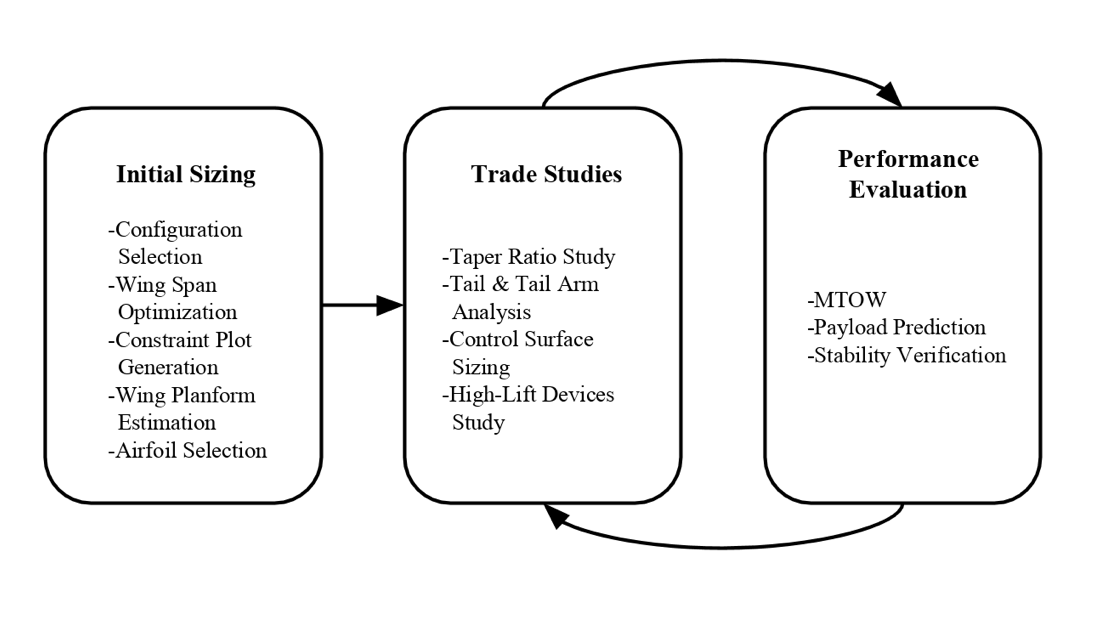 Initial Sizing
-Configuration
Selection
-Wing Span
Optimization
-Constraint Plot
Generation
-Wing Planform
Estimation
-Airfoil Selection
Trade Studies
-Taper Ratio Study
-Tail & Tail Arm
Analysis
-Control Surface
Sizing
-High-Lift Devices
Study
Performance
Evaluation
-MTOW
-Payload Prediction
-Stability Verification